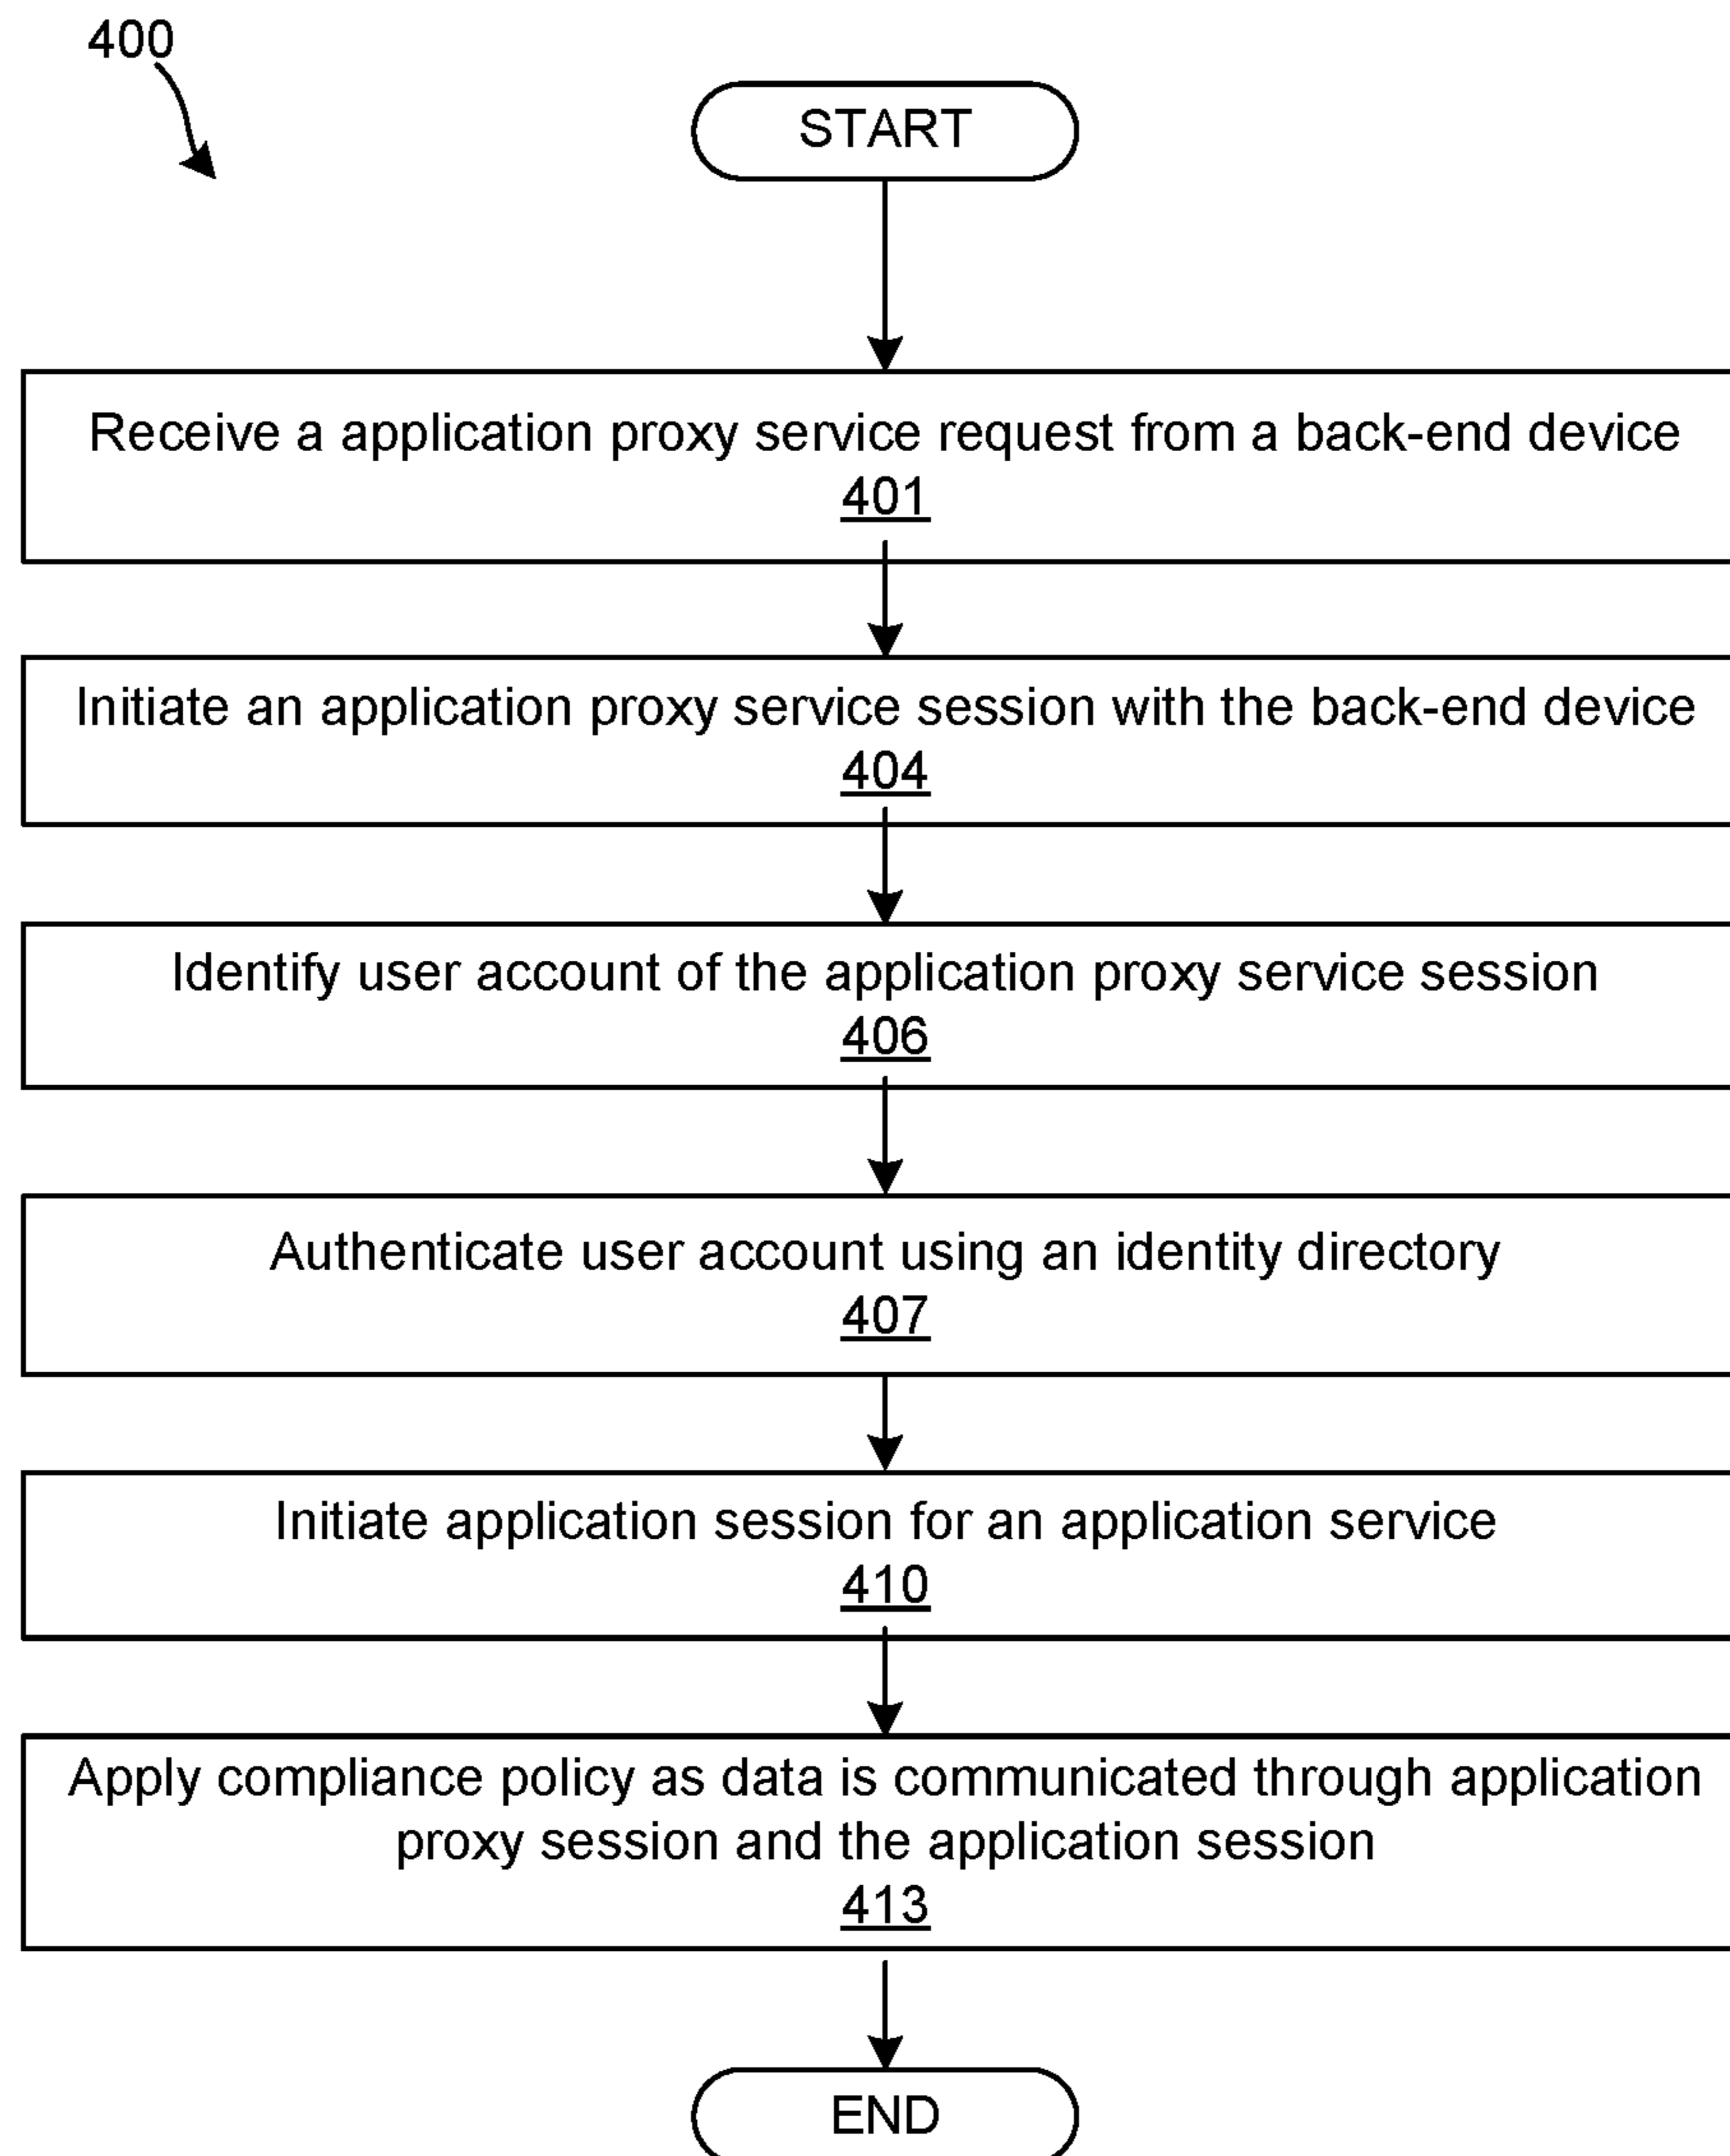 400
START
Receive a application proxy service request from a back-end device
401
Initiate an application proxy service session with the back-end device
404
Identify user account of the application proxy service session
406
Authenticate user account using an identity directory
407
Initiate application session for an application service
410
Apply compliance policy as data is communicated through application
proxy session and the application session
413
END